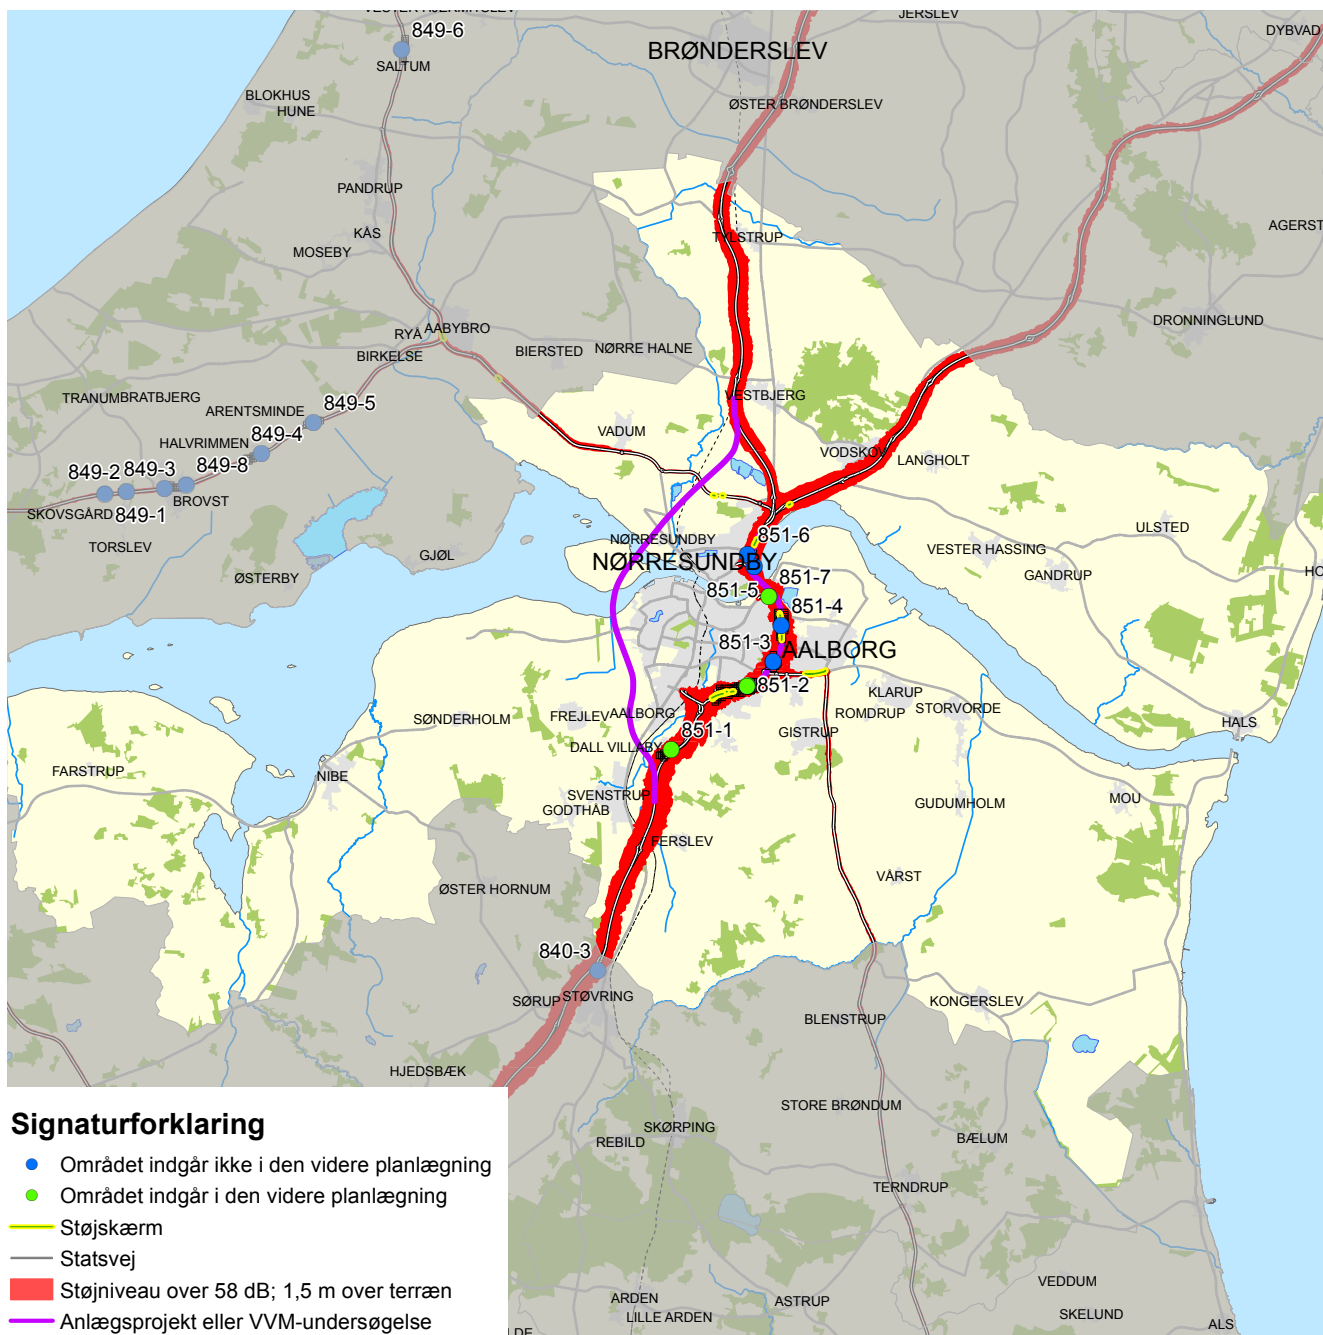 849-6
SALTUM
BRØNDERSLEV
JERSLEV
DYBVAD
BLOKHUS
HUNE
ØSTER BRØNDERSLEV
PANDRUP
KÅS
MOSEBY
TYLSTRUP
AGERST
DRONNINGLUND
RYÅ
AABYBRO
BIRKELSE
BIERSTED
NØRRE HALNE
TRANUM
BRATBJERG
ARENTSMINDE
849-5
VESTBJERG
HALVRIMMEN
849-4
VADUM
VODSKOV
LANGHOLT
849-2
849-3
849-8
BROVST
SKOVSGÅRD
849-1
TORSLEV
ULSTED
NØRRESUNDBY
851-6
GJØL
NØRRESUNDBY
VESTER HASSING
GANDRUP
HO
ØSTERBY
851-7
851-5
851-4
851-3
AALBORG
851-2
KLARUP
STORVORDE
ROMDRUP
SØNDERHOLM
FREJLEV
AALBORG
HALS
851-1
GISTRUP
DALL VILLABY
FARSTRUP
NIBE
SVENSTRUP
GODTHÅB
GUDUMHOLM
MOU
FERSLEV
VÅRST
ØSTER HORNUM
840-3
SØRUP
STØVRING
KONGERSLEV
BLENSTRUP
HJEDSBÆK
STORE BRØNDUM
SKØRPING
REBILD
BÆLUM
TERNDRUP
VEDDUM
ARDEN
ASTRUP
LILLE ARDEN
SKELUND
ALS
Signaturforklaring
Området indgår ikke i den videre planlægning
Området indgår i den videre planlægning
Støjskærm
Statsvej
Støjniveau over 58 dB; 1,5 m over terræn
Anlægsprojekt eller VVM-undersøgelse